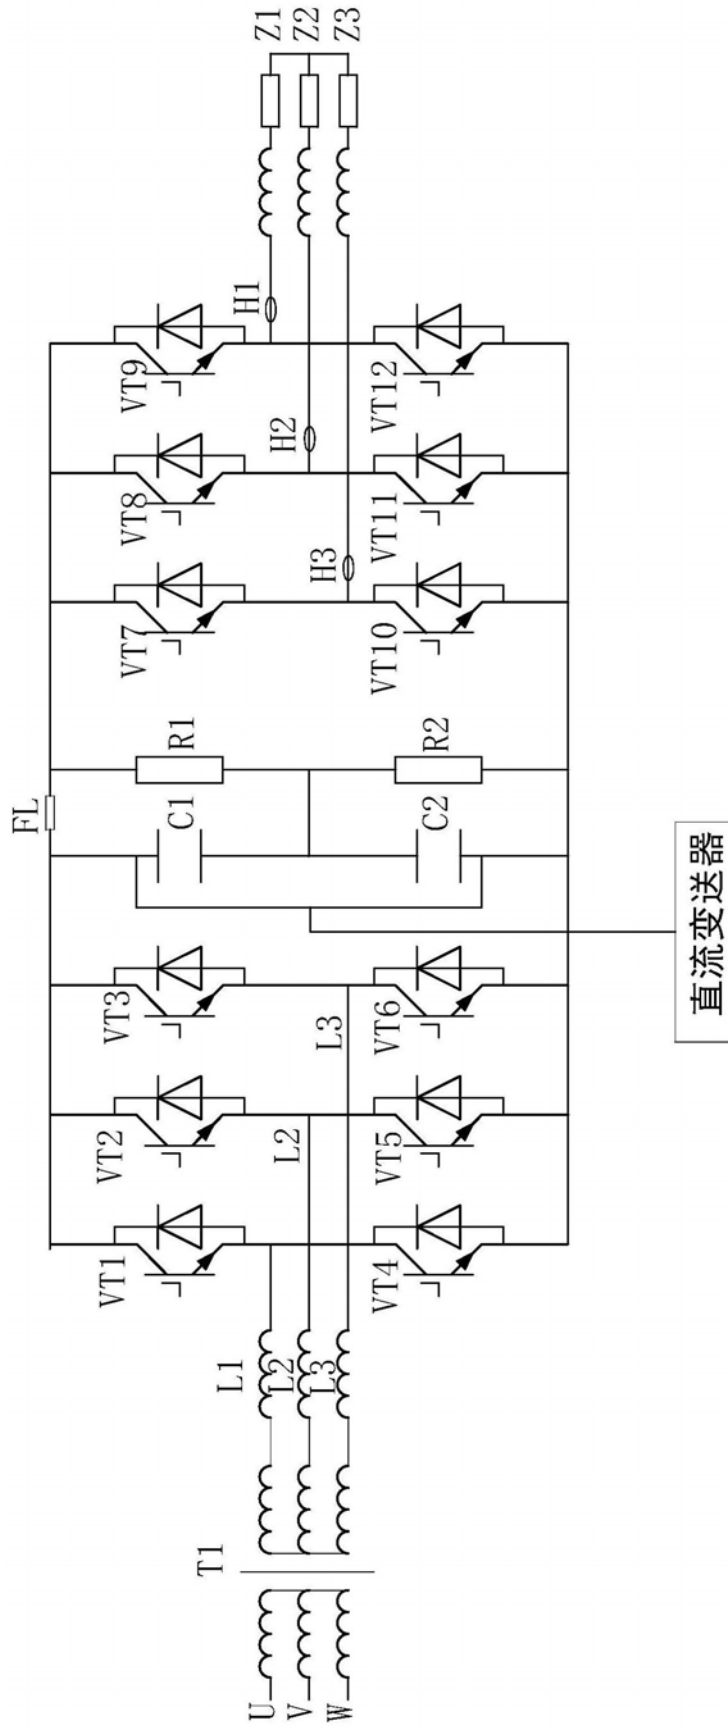 FL
VT1
VT2
VT3
C1
R1
VT7
VT8
VT9
T1
L1
L2
L3
L2
L3
H3
H2
H1
Z1
Z2
Z3
U
V
W
VT4
VT5
VT6
C2
R2
VT10
VT11
VT12
直流变送器